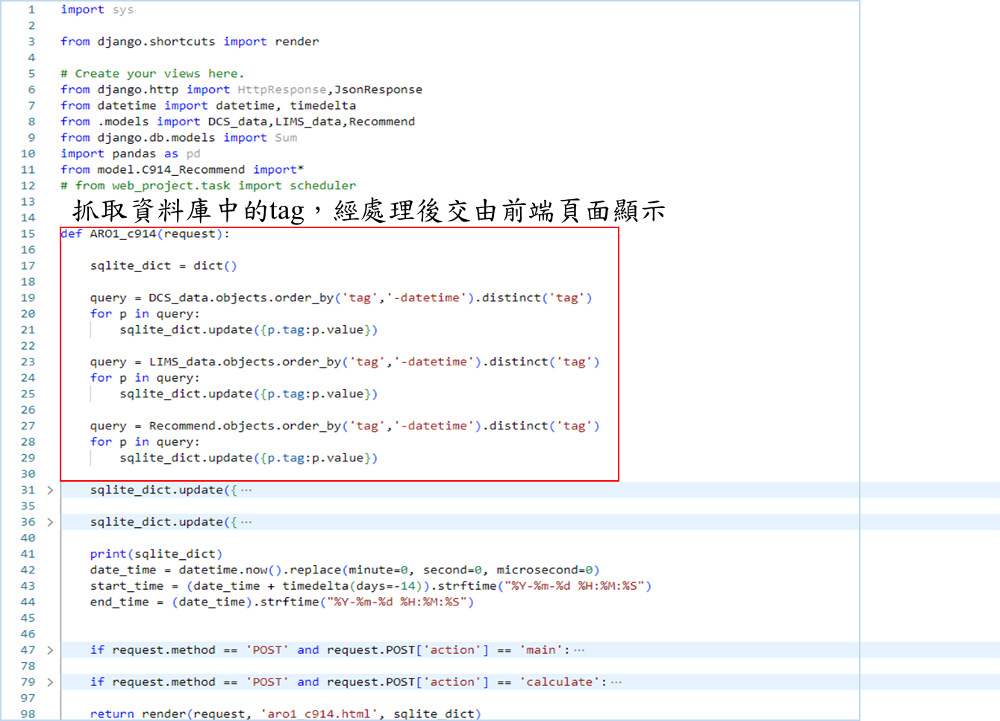 1 import sys
2
3 from django.shortcuts import render
4
5 # Create your views here.
6 from django.http import HttpResponse,JsonResponse
7 from datetime import datetime, timedelta
8 from .models import DCS_data,LIMS_data,Recommend
9 from django.db.models import Sum
10 import pandas as pd
11 from model.C914_Recommend import*
12 # from web_project.task import scheduler
13
抓取資料庫中的tag，經處理後交由前端頁面顯示
14
15 def ARO1_c914(request):
16
17     sqlite_dict = dict()
18
19     query = DCS_data.objects.order_by('tag','-datetime').distinct('tag')
20     for p in query:
21         sqlite_dict.update({p.tag:p.value})
22
23     query = LIMS_data.objects.order_by('tag','-datetime').distinct('tag')
24     for p in query:
25         sqlite_dict.update({p.tag:p.value})
26
27     query = Recommend.objects.order_by('tag','-datetime').distinct('tag')
28     for p in query:
29         sqlite_dict.update({p.tag:p.value})
30
31 >     sqlite_dict.update({ ···
35
36 >     sqlite_dict.update({ ···
40
41     print(sqlite_dict)
42     date_time = datetime.now().replace(minute=0, second=0, microsecond=0)
43     start_time = (date_time + timedelta(days=-14)).strftime("%Y-%m-%d %H:%M:%S")
44     end_time = (date_time).strftime("%Y-%m-%d %H:%M:%S")
45
46
47 >     if request.method == 'POST' and request.POST['action'] == 'main': ···
78
79 >     if request.method == 'POST' and request.POST['action'] == 'calculate': ···
97
98     return render(request, 'aro1_c914.html', sqlite_dict)